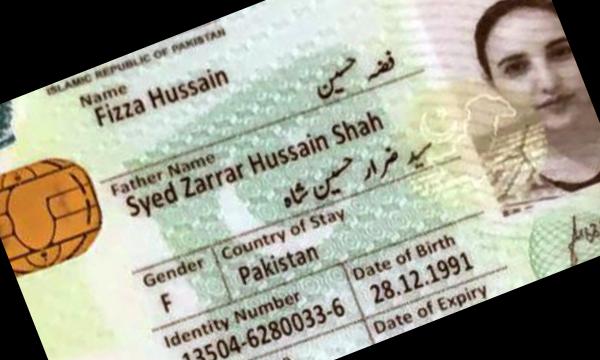 ISLAMIC REPUBLIC OF PAKISTAN
Name
Fizza Hussain
فضہ حسین
Father Name
Syed Zarrar Hussain Shah
سید ضرار حسین شاہ
Gender
Country of Stay
F
Pakistan
Identity Number
Date of Birth
13504-6280033-6
28.12.1991
Date of Expiry